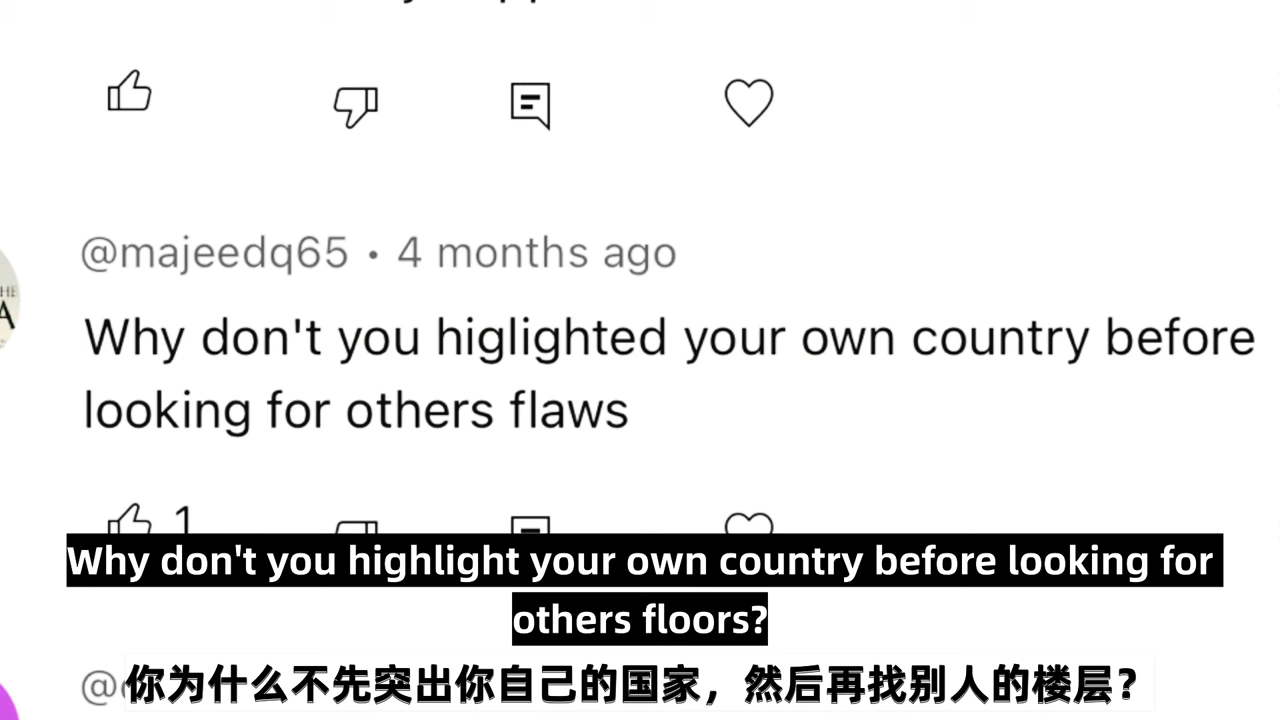 HE
A
@majeedq65 • 4 months ago
Why don't you higlighted your own country before
looking for others flaws
1
Why don't you highlight your own country before looking for
others floors?
@
你为什么不先突出你自己的国家，然后再找别人的楼层？